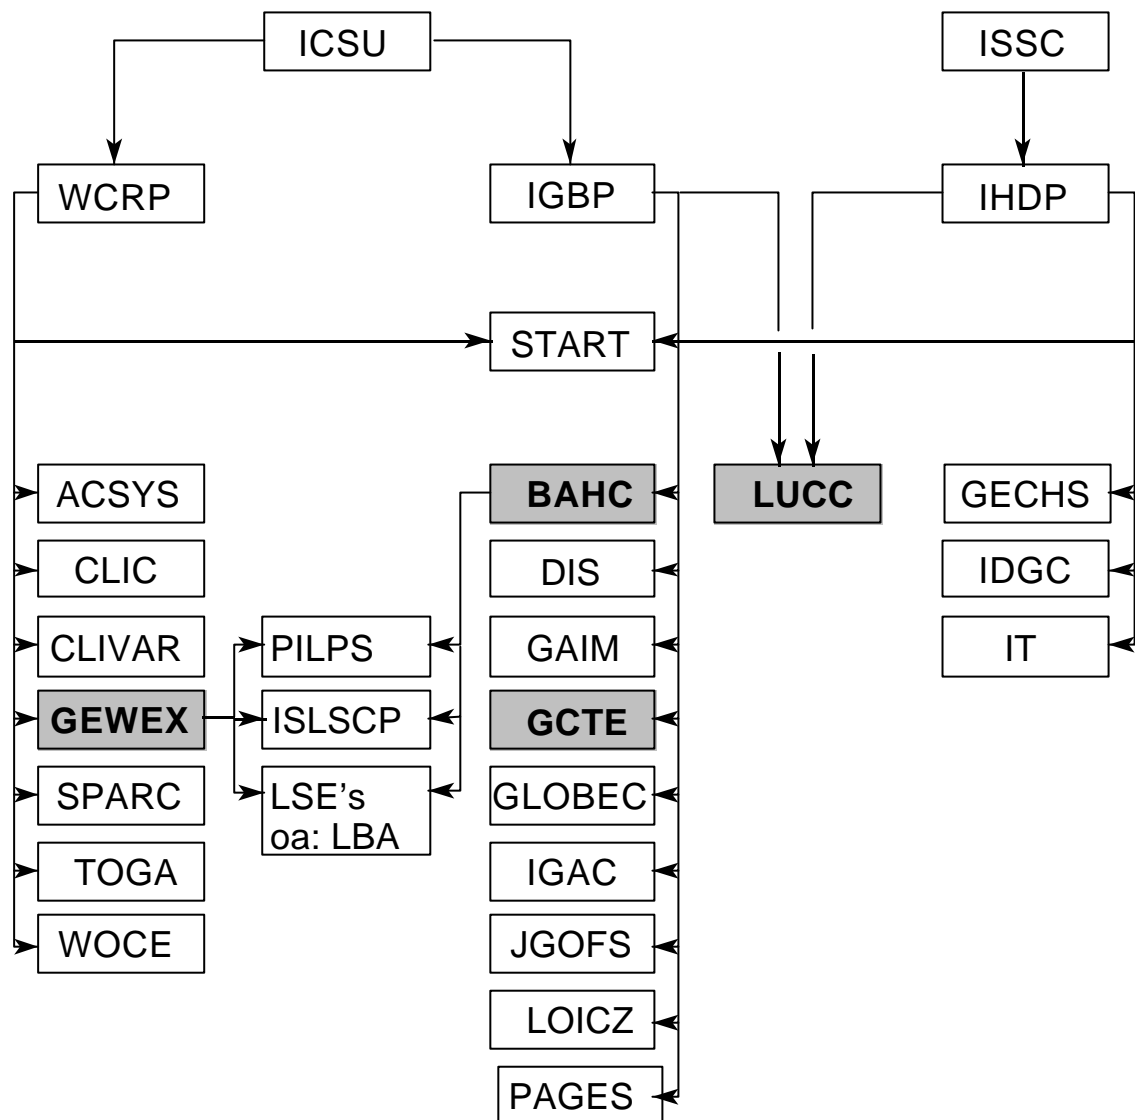 ICSU
ISSC
WCRP
IGBP
IHDP
START
ACSYS
BAHC
LUCC
GECHS
CLIC
DIS
IDGC
CLIVAR
PILPS
GAIM
IT
GEWEX
ISLSCP
GCTE
SPARC
LSE's
oa: LBA
GLOBEC
TOGA
IGAC
WOCE
JGOFS
LOICZ
PAGES